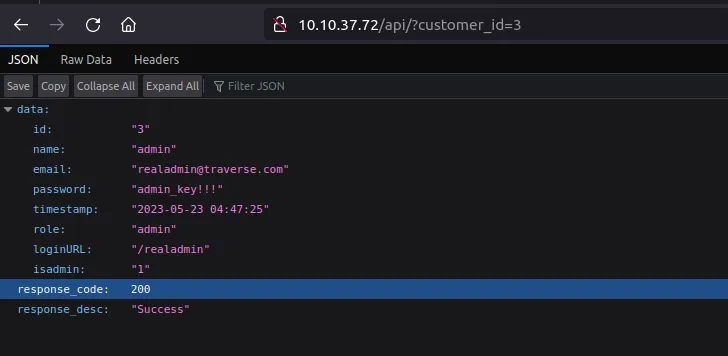 10.10.37.72/api/?customer_id=3
JSON Raw Data Headers
Save Copy Collapse All Expand All Filter JSON
data:
id: "3"
name: "admin"
email: "realadmin@traverse.com"
password: "admin_key!!!"
timestamp: "2023-05-23 04:47:25"
role: "admin"
loginURL: "/realadmin"
isadmin: "1"
response_code: 200
response_desc: "Success"